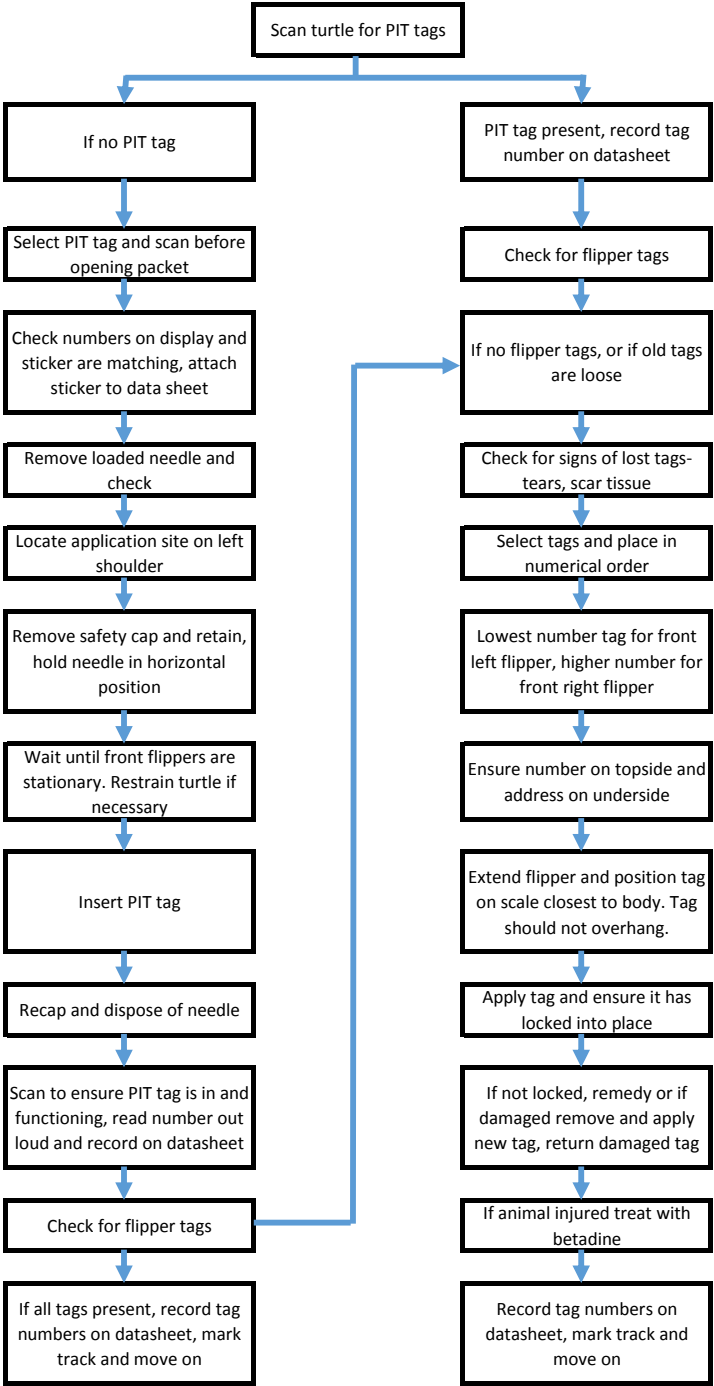 Scan turtle for PIT tags
If no PIT tag
Select PIT tag and scan before
opening packet
Check numbers on display and
sticker are matching, attach
sticker to data sheet
Remove loaded needle and
check
Locate application site on left
shoulder
Remove safety cap and retain,
hold needle in horizontal
position
Wait until front flippers are
stationary. Restrain turtle if
necessary
Insert PIT tag
Recap and dispose of needle
Scan to ensure PIT tag is in and
functioning, read number out
loud and record on datasheet
Check for flipper tags
If all tags present, record tag
numbers on datasheet, mark
track and move on
PIT tag present, record tag
number on datasheet
Check for flipper tags
If no flipper tags, or if old tags
are loose
Check for signs of lost tags-
tears, scar tissue
Select tags and place in
numerical order
Lowest number tag for front
left flipper, higher number for
front right flipper
Ensure number on topside and
address on underside
Extend flipper and position tag
on scale closest to body. Tag
should not overhang.
Apply tag and ensure it has
locked into place
If not locked, remedy or if
damaged remove and apply
new tag, return damaged tag
If animal injured treat with
betadine
Record tag numbers on
datasheet, mark track and
move on